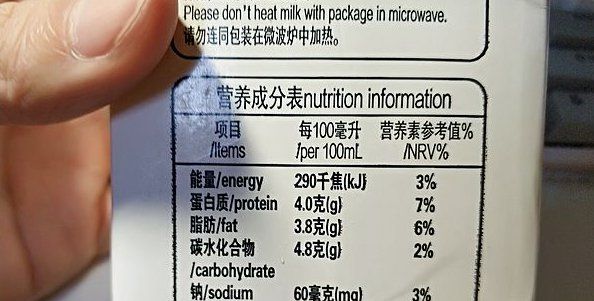 Please don't heat milk with package in microwave.
请勿连同包装在微波炉中加热。
营养成分表nutrition information
项目 每100毫升 营养素参考值%
/Items /per 100mL /NRV%
能量/energy 290千焦(kJ) 3%
蛋白质/protein 4.0克(g) 7%
脂肪/fat 3.8克(g) 6%
碳水化合物 4.8克(g) 2%
/carbohydrate
钠/sodium 60毫克(mg) 3%